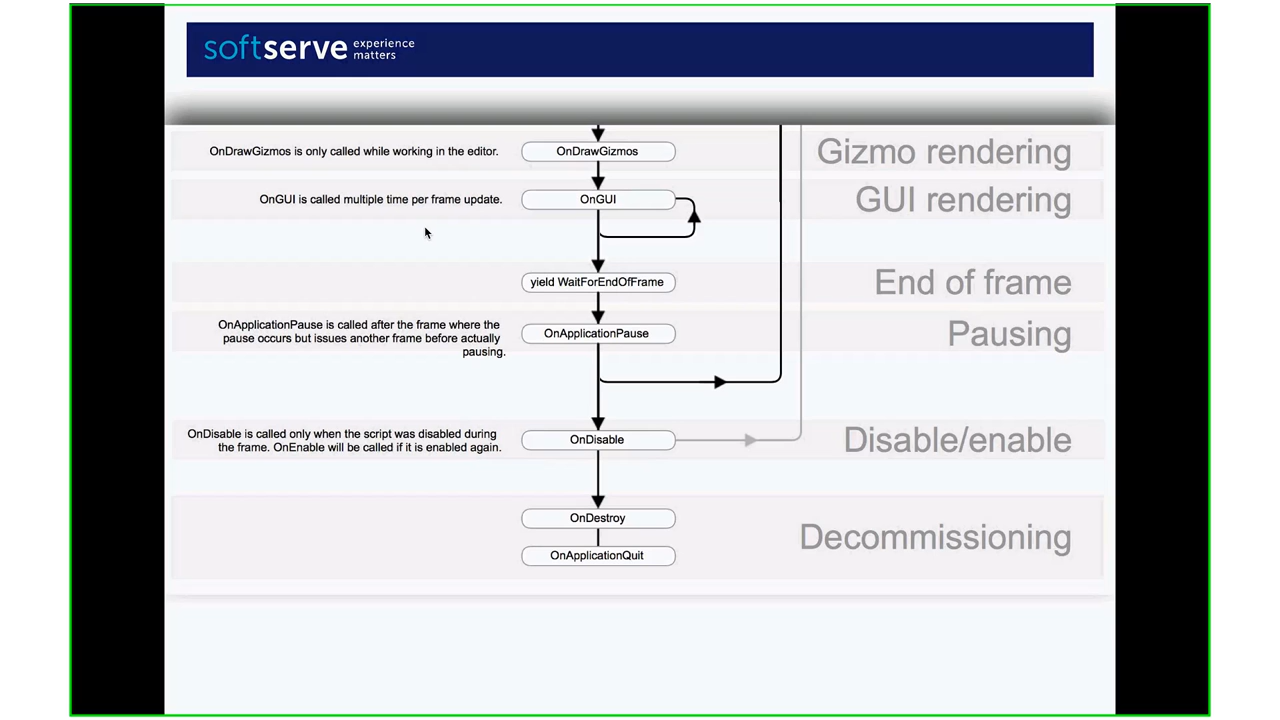 softserve experience
matters
OnDrawGizmos is only called while working in the editor. OnDrawGizmos Gizmo rendering
OnGUI is called multiple time per frame update. OnGUI GUI rendering
yield WaitForEndOfFrame End of frame
OnApplicationPause is called after the frame where the
pause occurs but issues another frame before actually
pausing.
OnApplicationPause Pausing
OnDisable is called only when the script was disabled during
the frame. OnEnable will be called if it is enabled again.
OnDisable Disable/enable
OnDestroy
OnApplicationQuit
Decommissioning